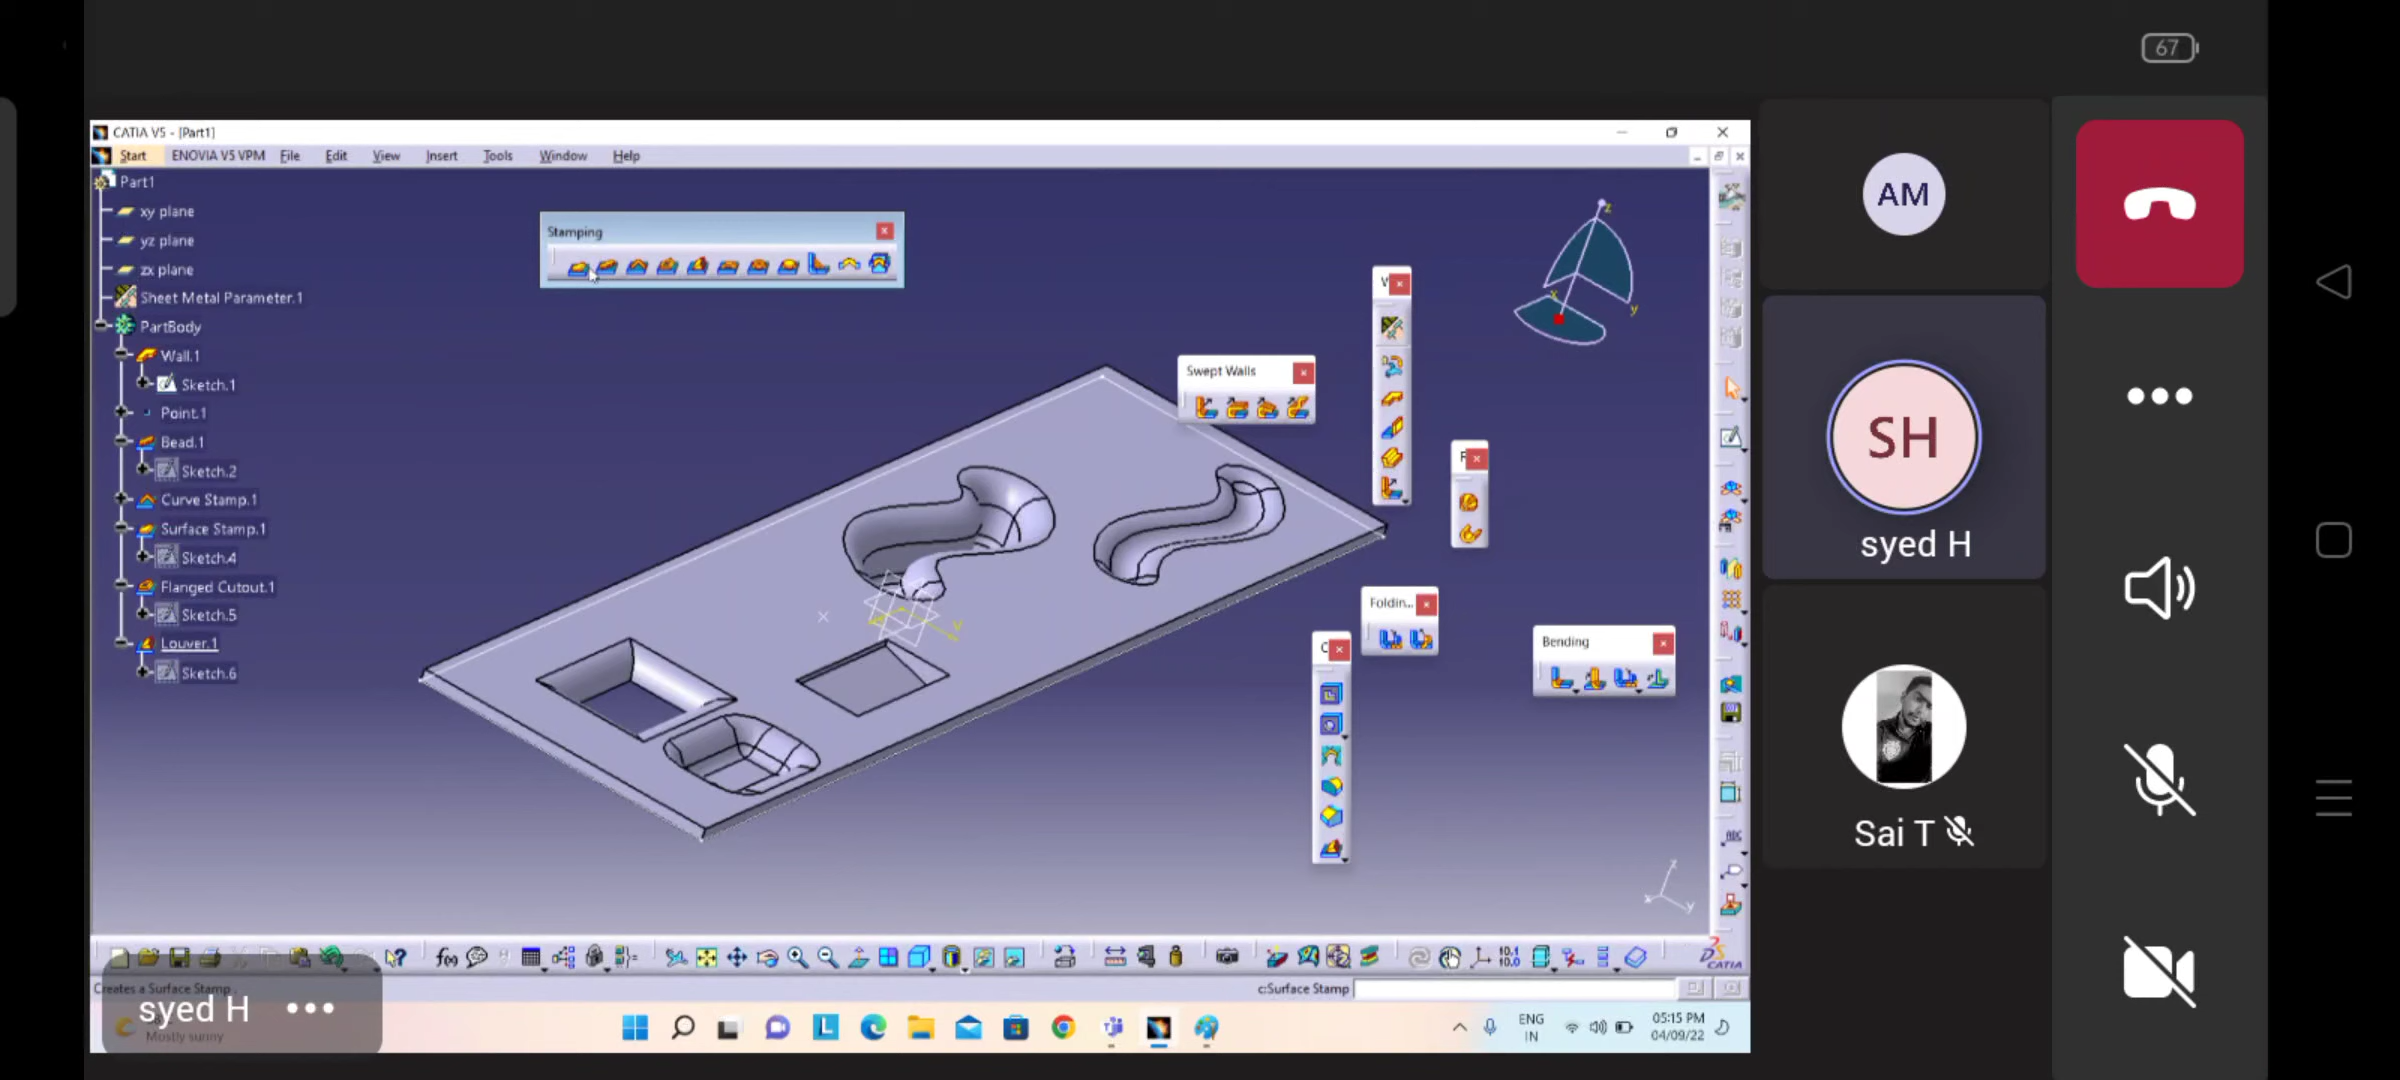 67
CATIA V5 - [Part1]
Start ENOVIA V5 VPM File Edit View Insert Tools Window Help
Part1
xy plane
yz plane
zx plane
Sheet Metal Parameter.1
PartBody
Wall.1
Sketch.1
Point.1
Bead.1
Sketch.2
Curve Stamp.1
Surface Stamp.1
Sketch.4
Flanged Cutout.1
Sketch.5
Louver.1
Sketch.6
Stamping
Swept Walls
Foldin...
Bending
z
x
y
y
z
x
y
AM
SH
syed H
Sai T
CATIA
Creates a Surface Stamp
c:Surface Stamp
syed H
Mostly sunny
ENG
IN
05:15 PM
04/09/22